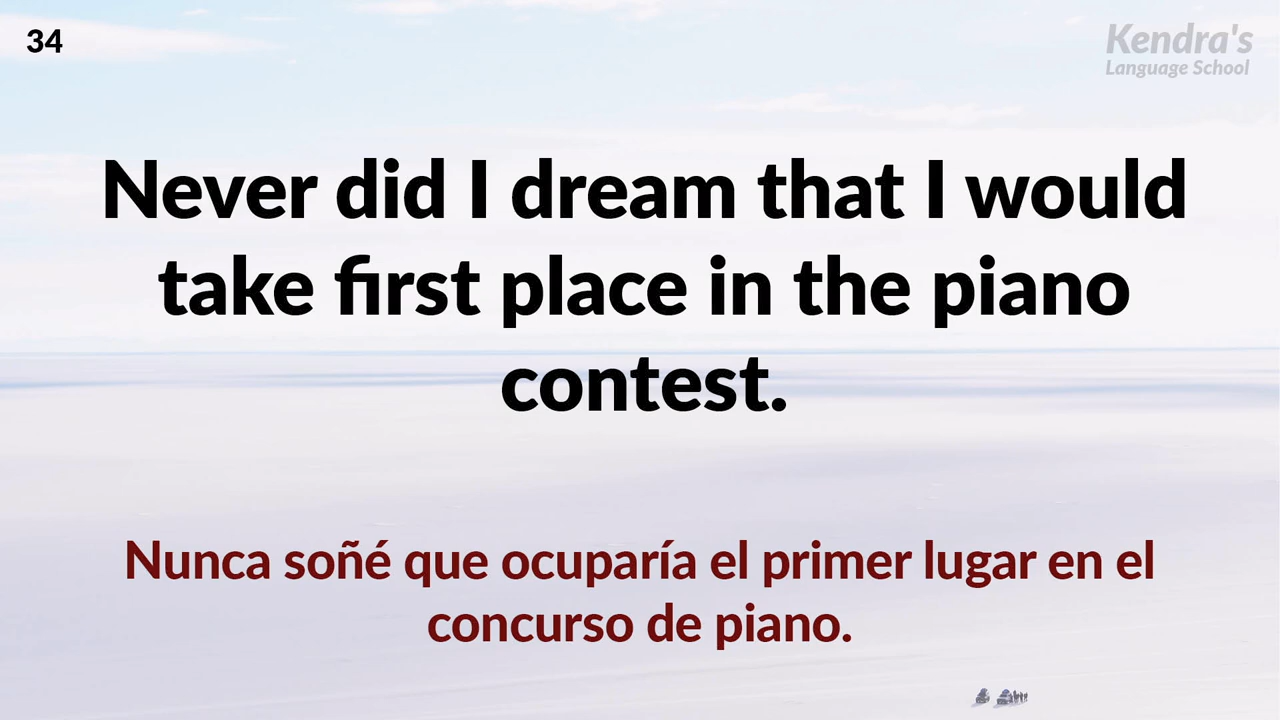 34
Kendra's
Language School
Never did I dream that I would
take first place in the piano
contest.
Nunca soñé que ocuparía el primer lugar en el
concurso de piano.